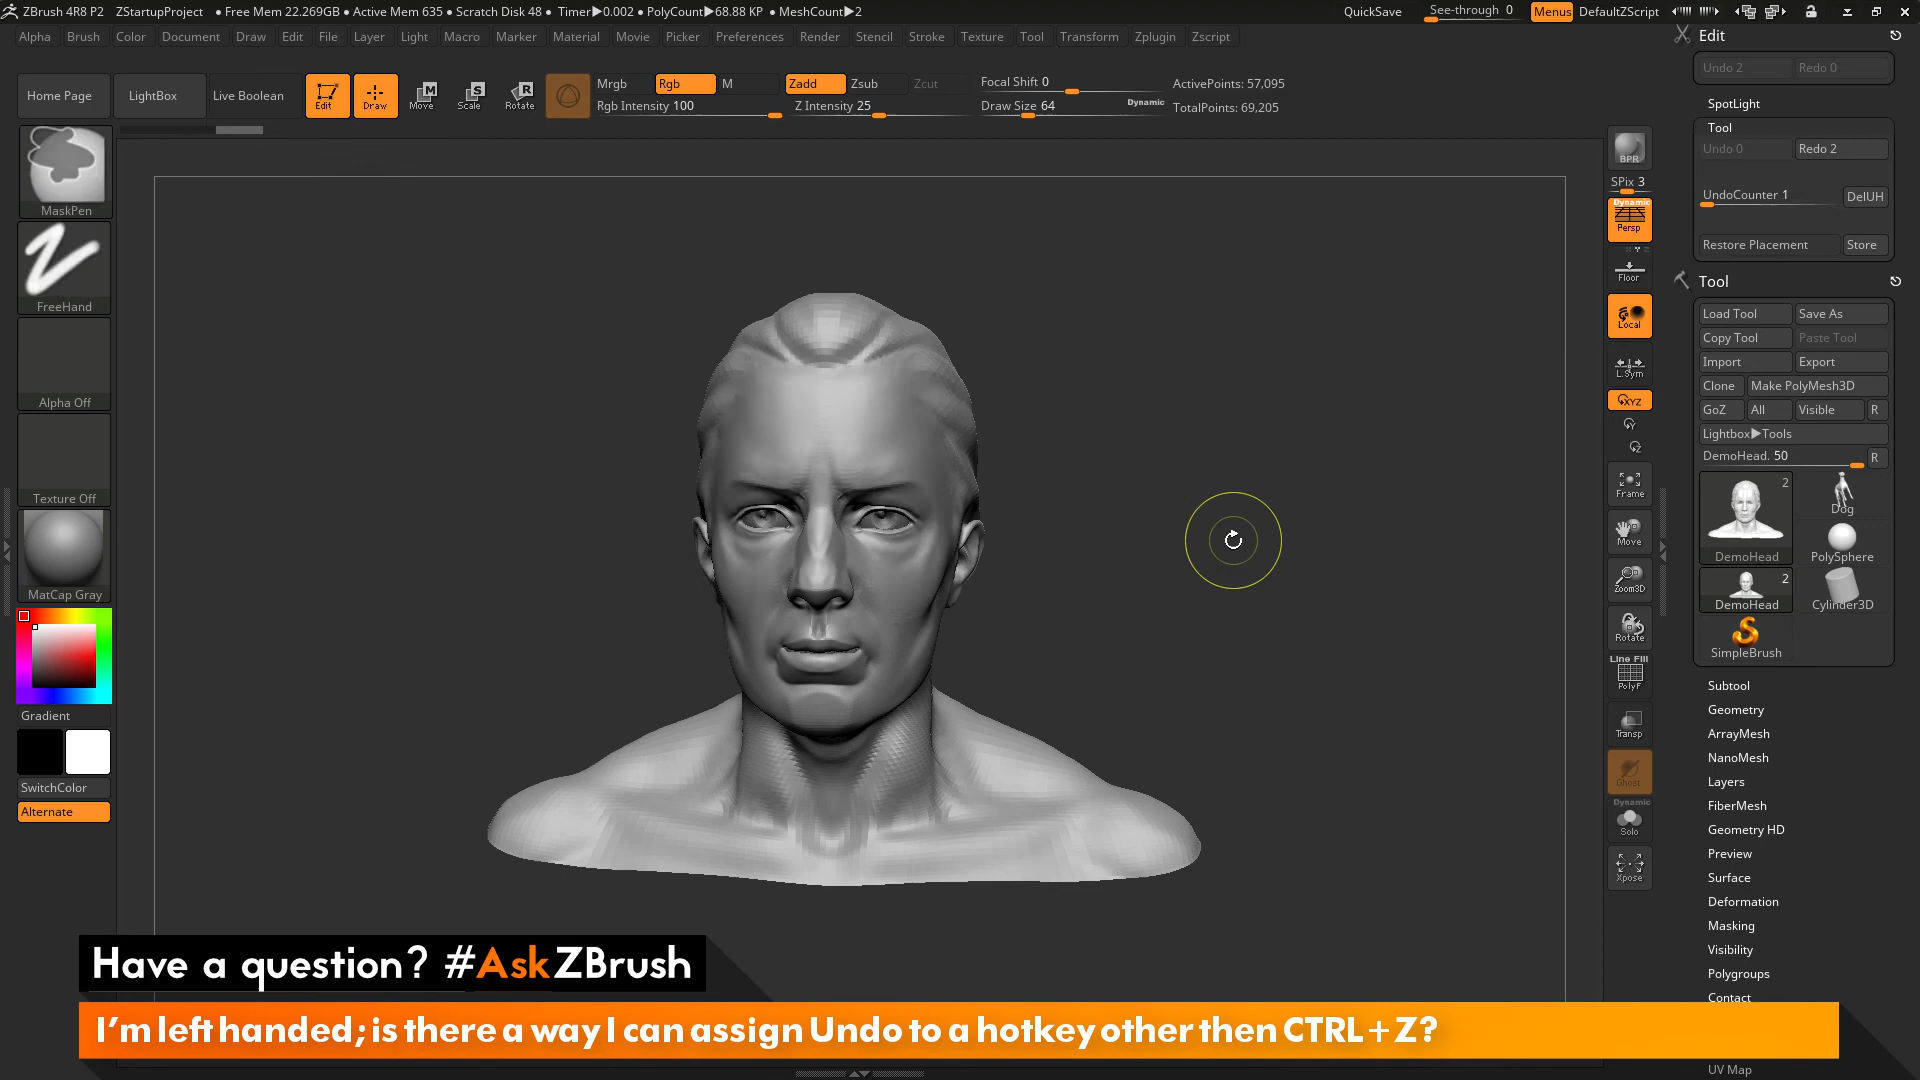 ZBrush 4R8 P2 ZStartupProject • Free Mem 22.269GB • Active Mem 635 • Scratch Disk 48 • Timer▶0.002 • PolyCount▶68.88 KP • MeshCount▶2 QuickSave See-through 0 Menus DefaultZScript
Alpha Brush Color Document Draw Edit File Layer Light Macro Marker Material Movie Picker Preferences Render Stencil Stroke Texture Tool Transform Zplugin Zscript
Home Page LightBox Live Boolean Edit Draw Move Scale Rotate
M S R
Mrgb Rgb M Zadd Zsub Zcut Focal Shift 0 ActivePoints: 57,095
Rgb Intensity 100 Z Intensity 25 Draw Size 64 Dynamic TotalPoints: 69,205
MaskPen
FreeHand
Alpha Off
Texture Off
MatCap Gray
Gradient
SwitchColor
Alternate
BPR
SPix 3
Dynamic
Persp
Floor
Local
L.Sym
XYZ
Y
Z
Frame
Move
Zoom3D
Rotate
Line Fill
PolyF
Transp
Ghost
Dynamic
Solo
Xpose
Edit
Undo 2 Redo 0
SpotLight
Tool
Undo 0 Redo 2
UndoCounter 1 DelUH
Restore Placement Store
Tool
Load Tool Save As
Copy Tool Paste Tool
Import Export
Clone Make PolyMesh3D
GoZ All Visible R
Lightbox▶Tools
DemoHead. 50 R
2
DemoHead Dog
PolySphere
2
DemoHead Cylinder3D
SimpleBrush
Subtool
Geometry
ArrayMesh
NanoMesh
Layers
FiberMesh
Geometry HD
Preview
Surface
Deformation
Masking
Visibility
Polygroups
Contact
UV Map
Have a question? #AskZBrush
I'm left handed; is there a way I can assign Undo to a hotkey other then CTRL+Z?